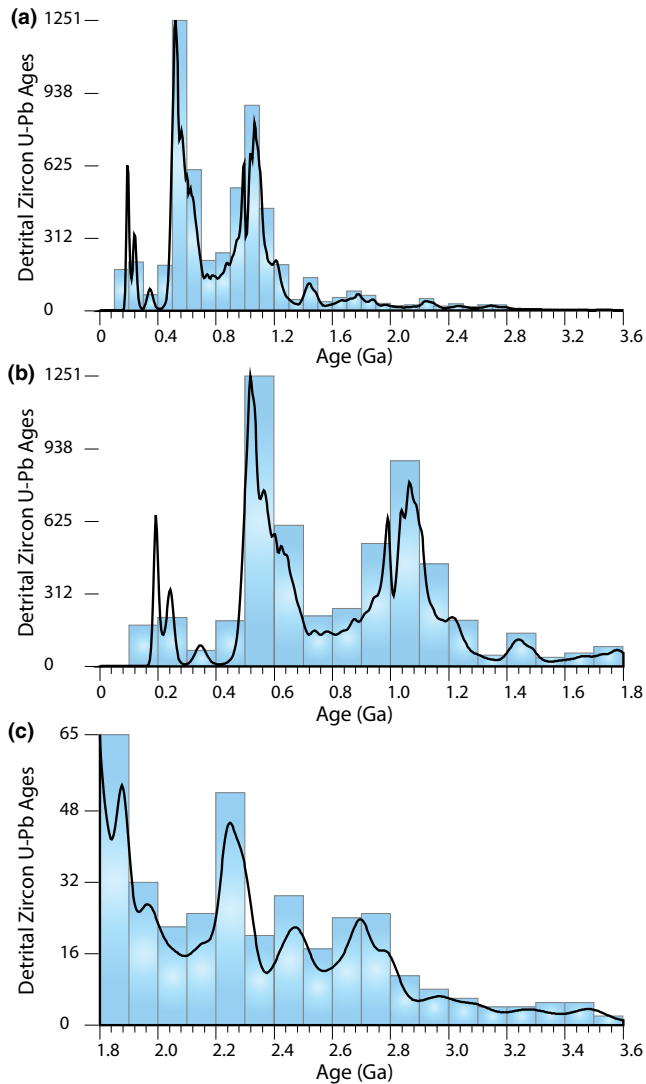 (a)
Detrital Zircon U-Pb Ages
1251
938
625
312
0
0 0.4 0.8 1.2 1.6 2.0 2.4 2.8 3.2 3.6
Age (Ga)
(b)
Detrital Zircon U-Pb Ages
1251
938
625
312
0
0 0.2 0.4 0.6 0.8 1.0 1.2 1.4 1.6 1.8
Age (Ga)
(c)
Detrital Zircon U-Pb Ages
65
48
32
16
0
1.8 2.0 2.2 2.4 2.6 2.8 3.0 3.2 3.4 3.6
Age (Ga)